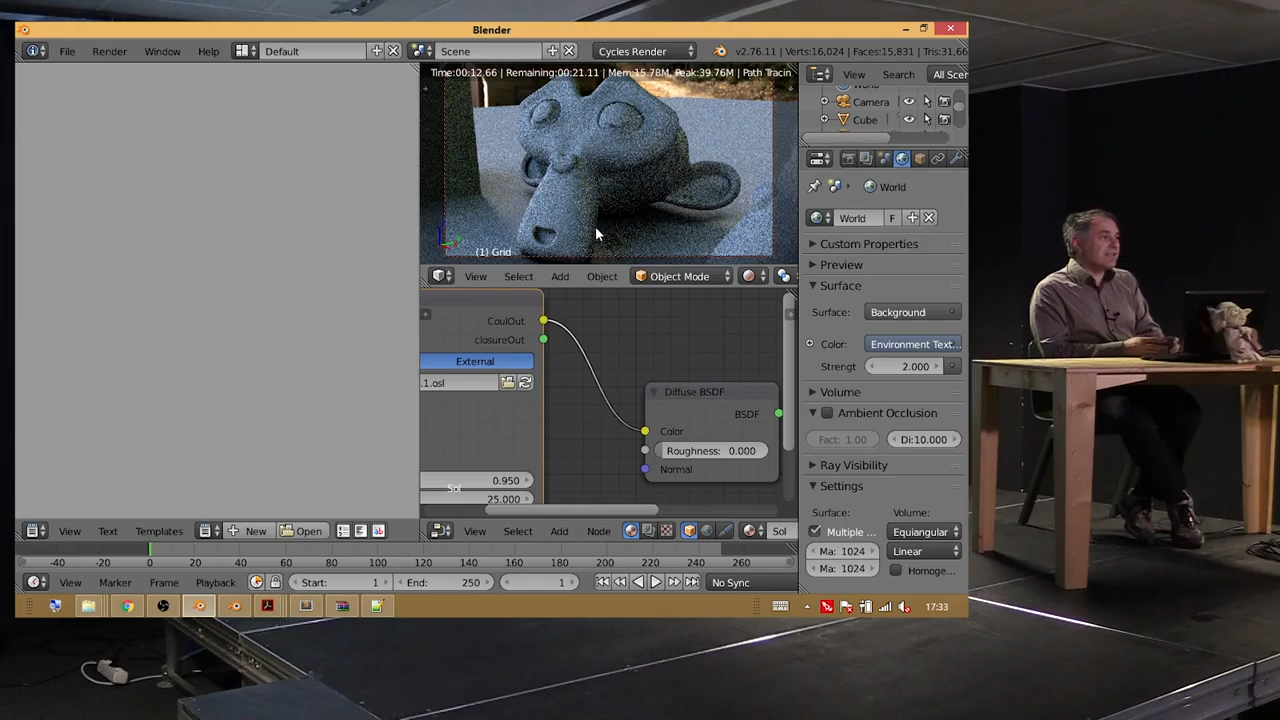 Blender
File Render Window Help Default Scene Cycles Render v2.76.11 | Verts:16,024 | Faces:15,831 | Tris:31,66
Time:00:12.66 | Remaining:00:21.11 | Mem:15.78M, Peak:39.76M | Path Tracin
(1) Grid
View Select Add Object Object Mode
CoulOut
closureOut
External
.1.osl
0.950
Sol
25.000
Diffuse BSDF
BSDF
Color
Roughness: 0.000
Normal
View Search All Scen
Camera
Cube
World
World F
Custom Properties
Preview
Surface
Surface: Background
Color: Environment Text...
Strengt 2.000
Volume
Ambient Occlusion
Fact: 1.00 Di:10.000
Ray Visibility
Settings
Surface: Volume:
Multiple ... Equiangular
Ma: 1024 Linear
Ma: 1024 Homoge...
View Text Templates New Open View Select Add Node Sol
-40 -20 0 20 40 60 80 100 120 140 160 180 200 220 240 260
View Marker Frame Playback Start: 1 End: 250 1 No Sync
17:33